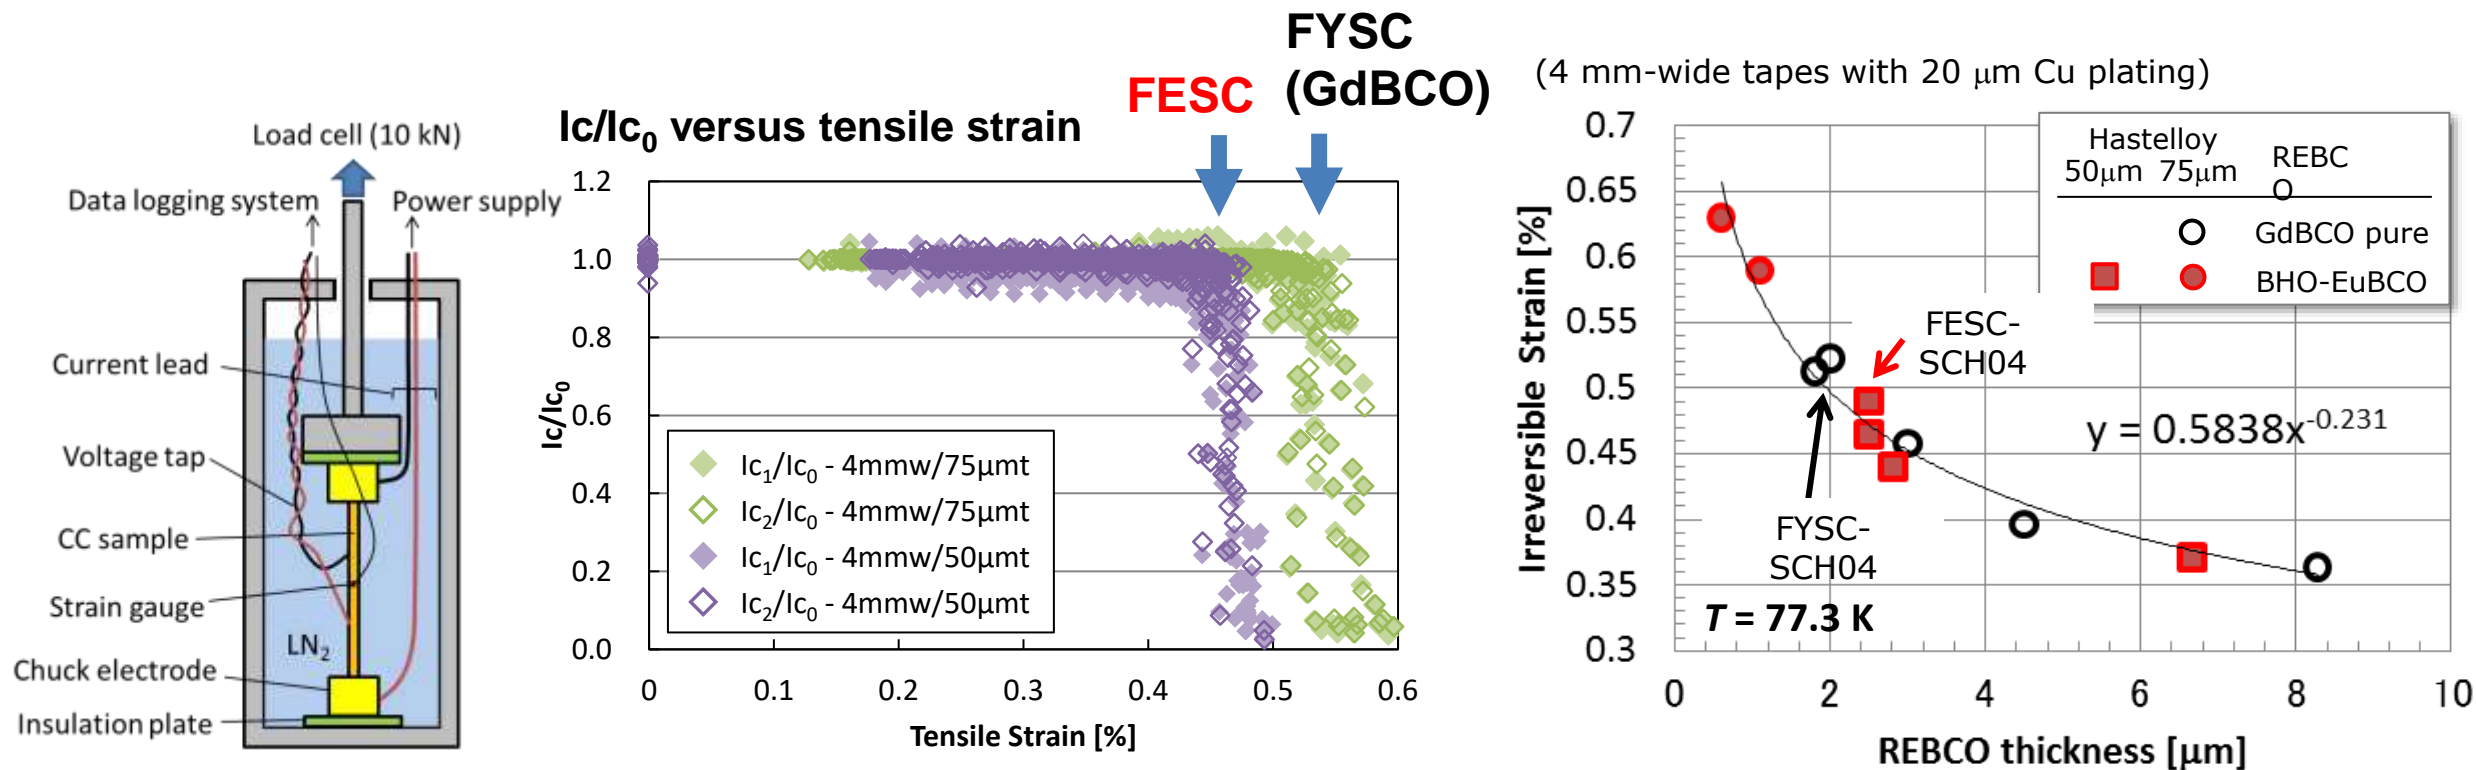 Load cell (10 kN)
Data logging system
Power supply
Current lead
Voltage tap
CC sample
Strain gauge
LN2
Chuck electrode
Insulation plate
FESC
FYSC
(GdBCO)
Ic/Ic0 versus tensile strain
Ic/Ic0
1.2
1.0
0.8
0.6
0.4
0.2
0.0
Ic1/Ic0 - 4mmw/75μmt
Ic2/Ic0 - 4mmw/75μmt
Ic1/Ic0 - 4mmw/50μmt
Ic2/Ic0 - 4mmw/50μmt
0 0.1 0.2 0.3 0.4 0.5 0.6
Tensile Strain [%]
(4 mm-wide tapes with 20 μm Cu plating)
Irreversible Strain [%]
0.7
0.65
0.6
0.55
0.5
0.45
0.4
0.35
0.3
Hastelloy
50μm 75μm
REBC
O
GdBCO pure
BHO-EuBCO
FESC-
SCH04
y = 0.5838x^-0.231
FYSC-
SCH04
T = 77.3 K
0 2 4 6 8 10
REBCO thickness [μm]